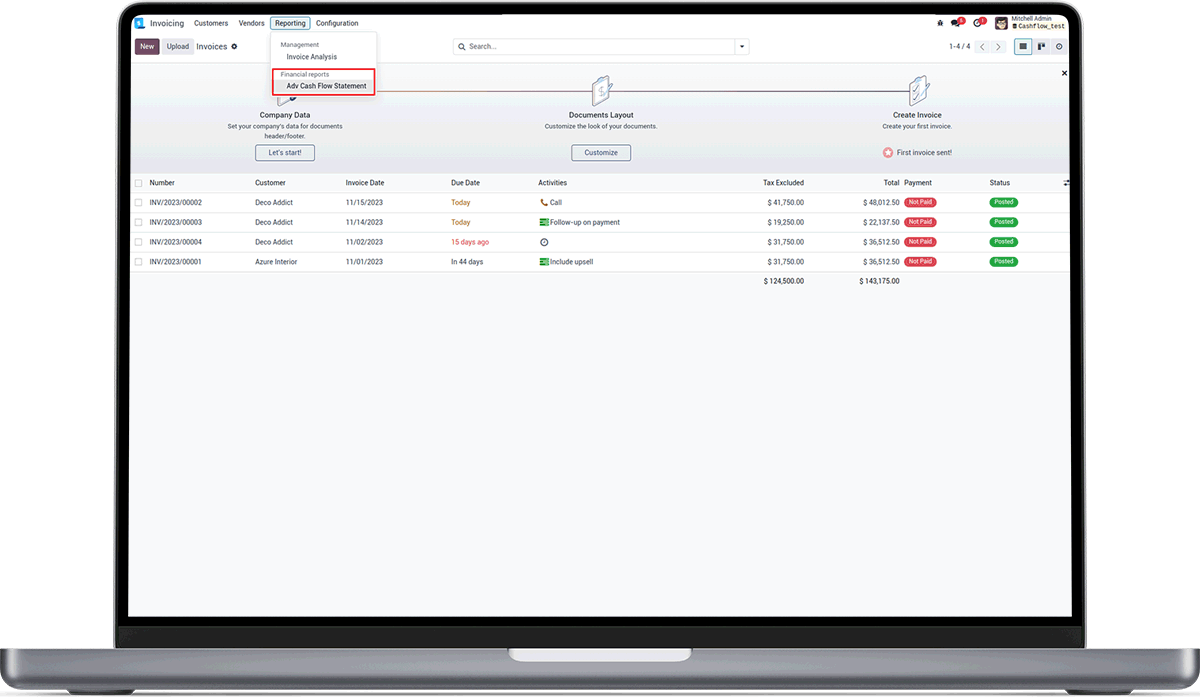 Invoicing Customers Vendors Reporting Configuration
Mitchell Admin
Cashflow_test
New Upload Invoices
Search...
1-4 / 4
Management
Invoice Analysis
Financial reports
Adv Cash Flow Statement
Company Data
Set your company's data for documents
header/footer.
Let's start!
Documents Layout
Customize the look of your documents.
Customize
Create Invoice
Create your first invoice.
First invoice sent!
Number Customer Invoice Date Due Date Activities Tax Excluded Total Payment Status
INV/2023/00002 Deco Addict 11/15/2023 Today Call $ 41,750.00 $ 48,012.50 Not Paid Posted
INV/2023/00003 Deco Addict 11/14/2023 Today Follow-up on payment $ 19,250.00 $ 22,137.50 Not Paid Posted
INV/2023/00004 Deco Addict 11/02/2023 15 days ago $ 31,750.00 $ 36,512.50 Not Paid Posted
INV/2023/00001 Azure Interior 11/01/2023 In 44 days Include upsell $ 31,750.00 $ 36,512.50 Not Paid Posted
$ 124,500.00 $ 143,175.00